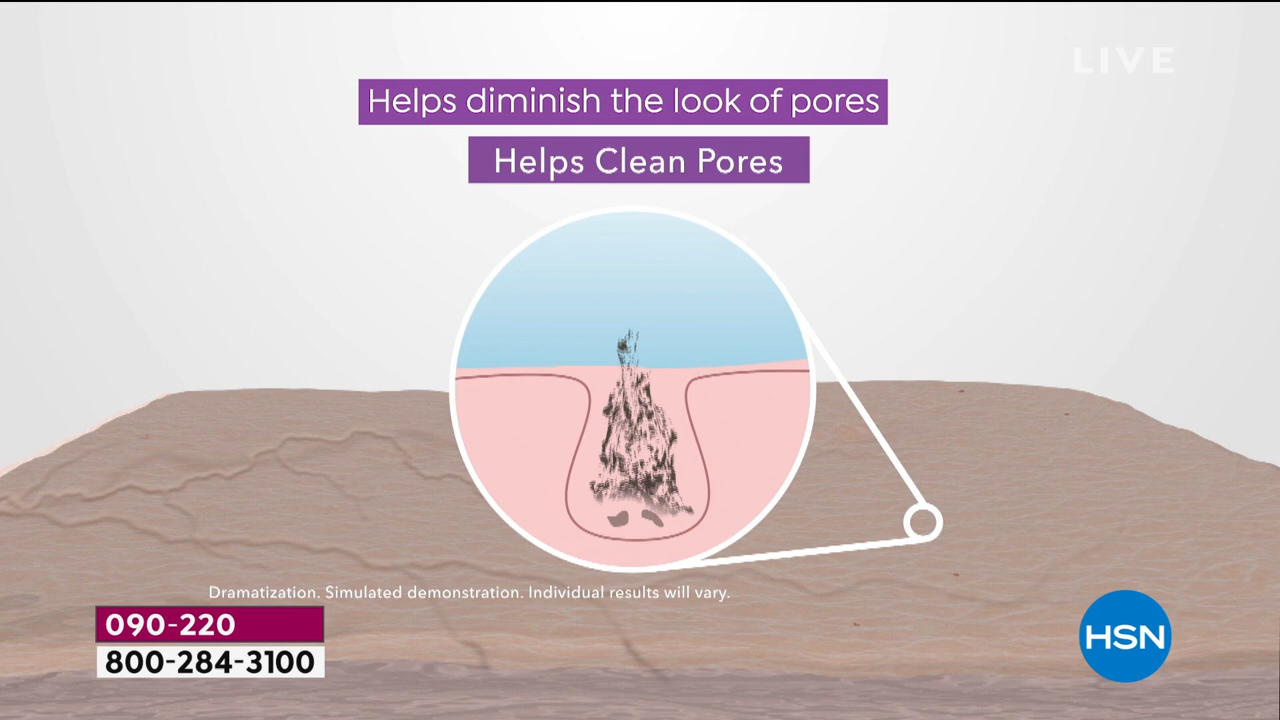 LIVE
Helps diminish the look of pores
Helps Clean Pores
Dramatization. Simulated demonstration. Individual results will vary.
090-220
800-284-3100
HSN